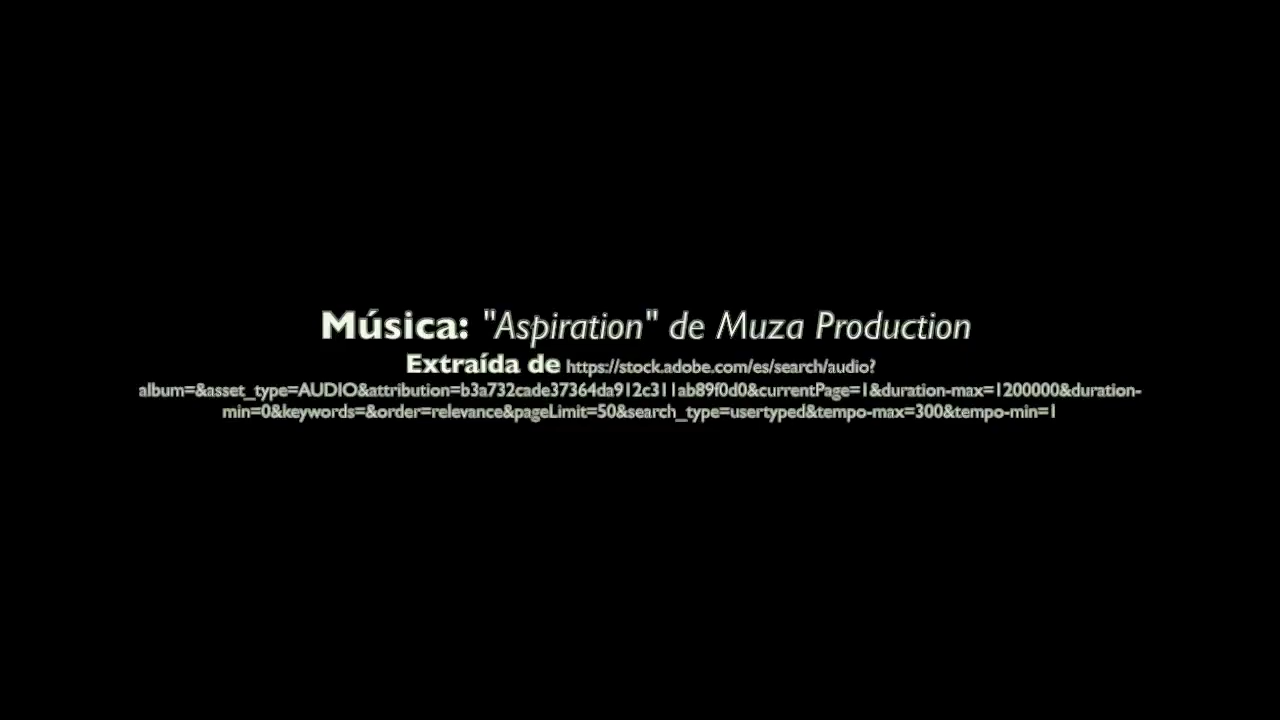 Música: "Aspiration" de Muza Production
Extraída de https://stock.adobe.com/es/search/audio?
album=&asset_type=AUDIO&attribution=b3a732cade37364da912c311ab89f0d0&currentPage=1&duration-max=1200000&duration-
min=0&keywords=&order=relevance&pageLimit=50&search_type=usertyped&tempo-max=300&tempo-min=1